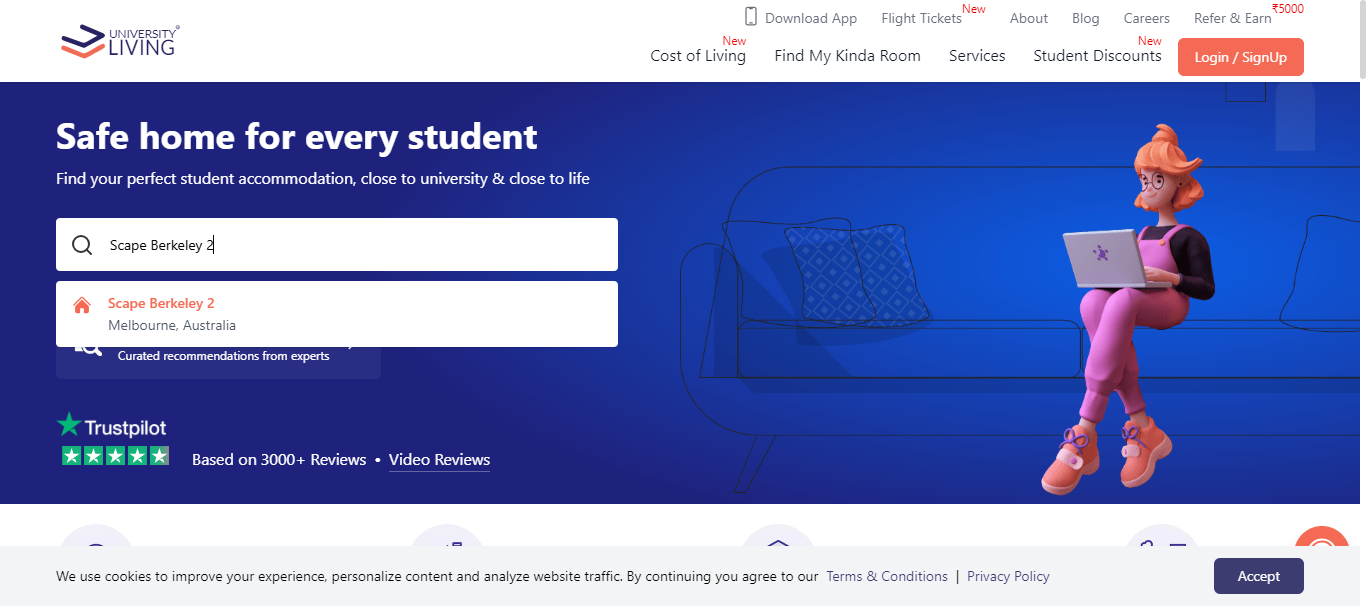 UNIVERSITY
LIVING
Download App
Flight Tickets
New
About
Blog
Careers
Refer & Earn
₹5000
Cost of Living
New
Find My Kinda Room
Services
Student Discounts
New
Login / SignUp
Safe home for every student
Find your perfect student accommodation, close to university & close to life
Scape Berkeley 2
Scape Berkeley 2
Melbourne, Australia
Curated recommendations from experts
Trustpilot
Based on 3000+ Reviews • Video Reviews
We use cookies to improve your experience, personalize content and analyze website traffic. By continuing you agree to our Terms & Conditions | Privacy Policy
Accept